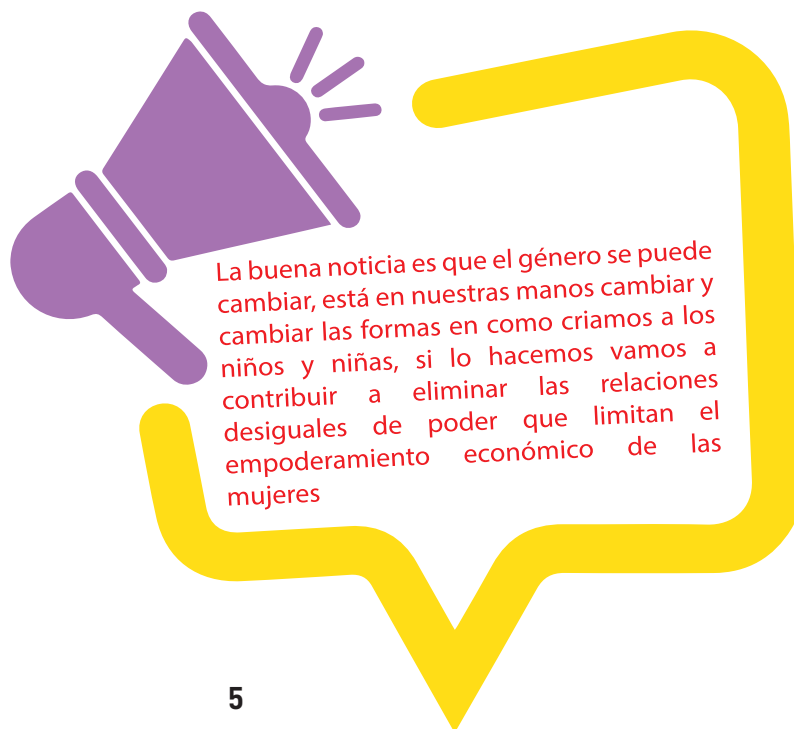 La buena noticia es que el género se puede
cambiar, está en nuestras manos cambiar y
cambiar las formas en como criamos a los
niños y niñas, si lo hacemos vamos a
contribuir a eliminar las relaciones
desiguales de poder que limitan el
empoderamiento económico de las
mujeres
5